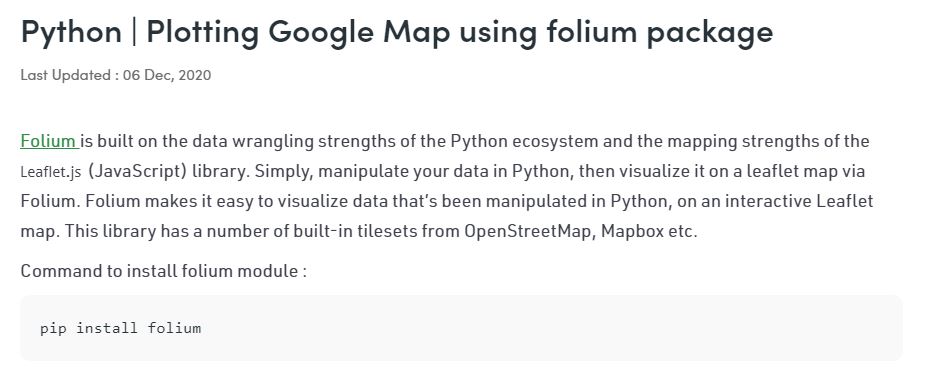 Python | Plotting Google Map using folium package
Last Updated : 06 Dec, 2020
Folium is built on the data wrangling strengths of the Python ecosystem and the mapping strengths of the
Leaflet.js (JavaScript) library. Simply, manipulate your data in Python, then visualize it on a leaflet map via
Folium. Folium makes it easy to visualize data that’s been manipulated in Python, on an interactive Leaflet
map. This library has a number of built-in tilesets from OpenStreetMap, Mapbox etc.
Command to install folium module :
pip install folium